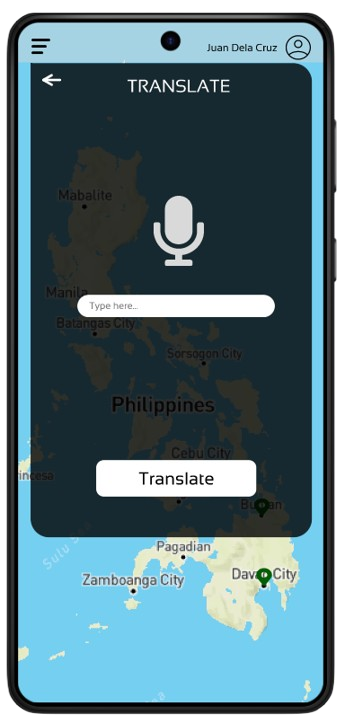 Juan Dela Cruz
TRANSLATE
Mabalite
Manila
Type here...
Batangas City
Sorsogon City
Philippines
Cebu City
incesa
Translate
Butuan
Sulu
Pagadian
Zamboanga City
Davao City